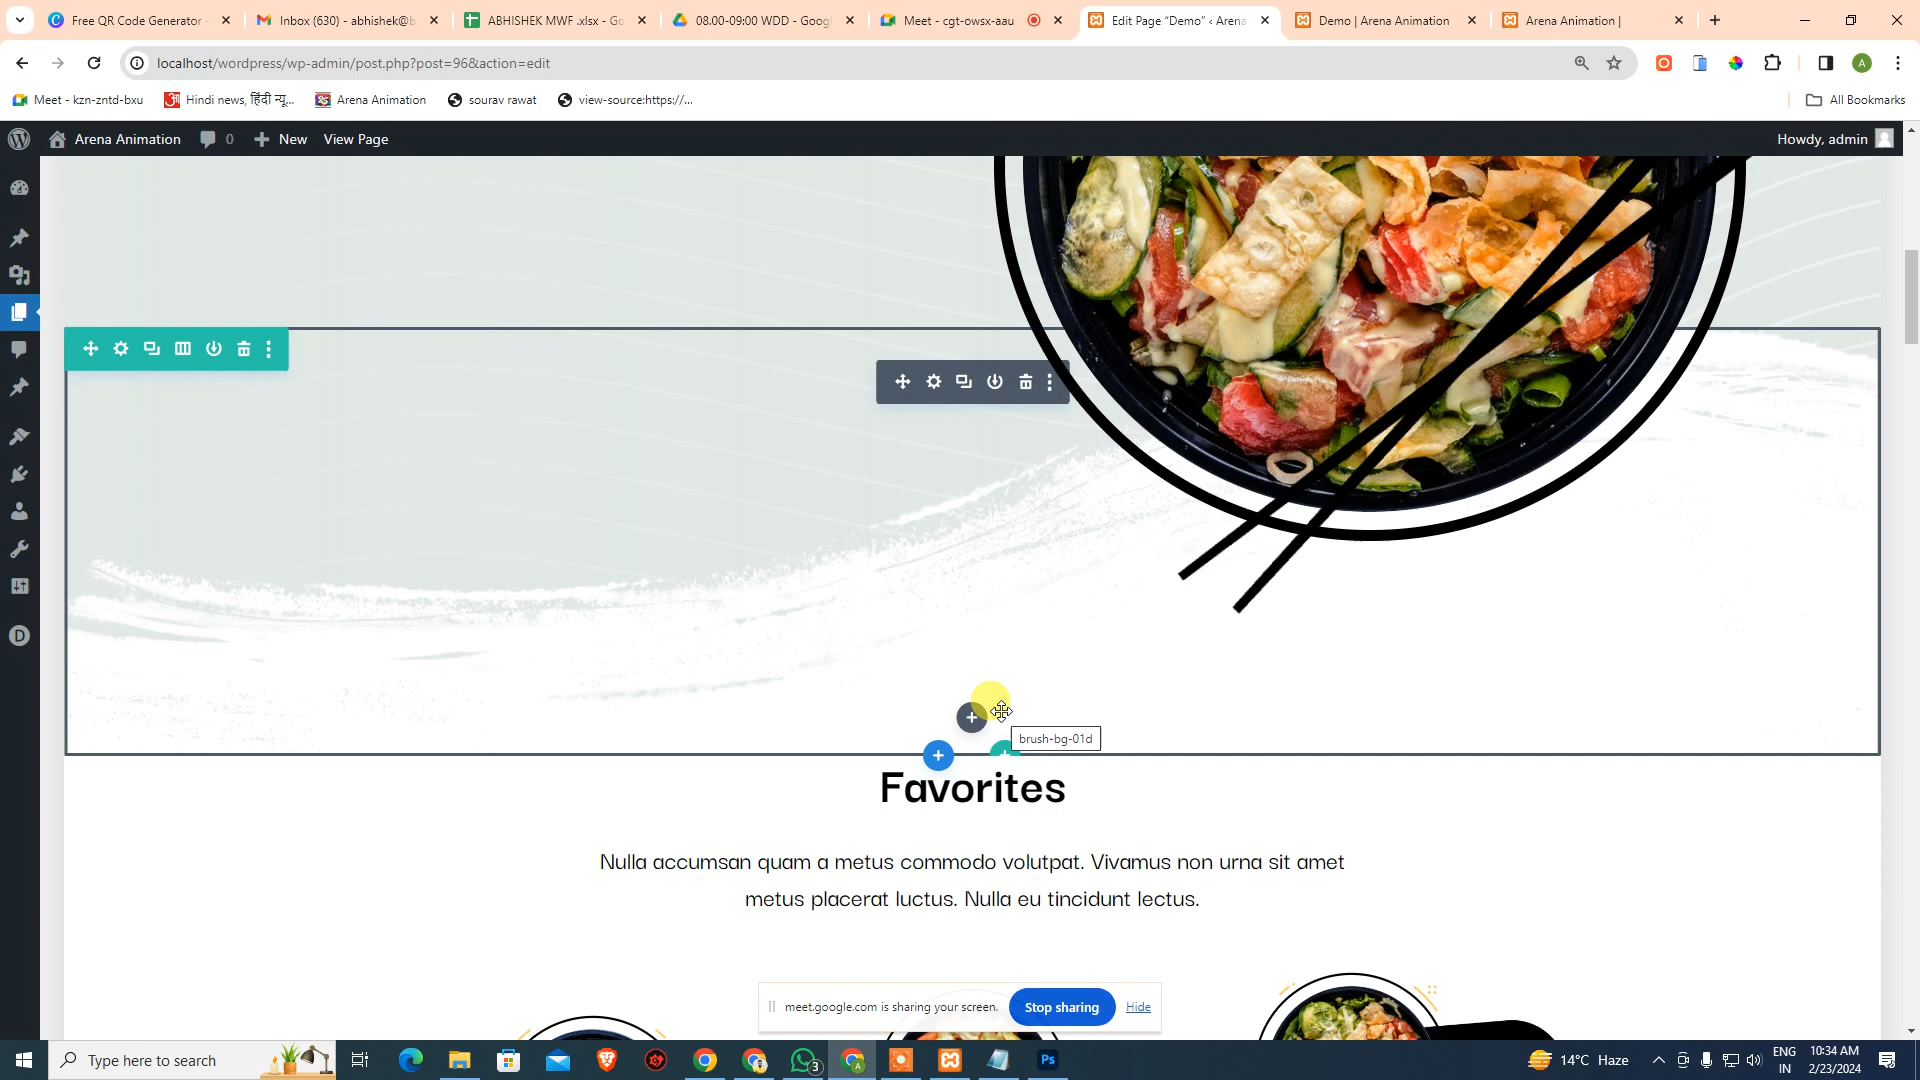 Free QR Code Generator
Inbox (630) - abhishek@b
ABHISHEK MWF .xlsx - Go
08.00-09:00 WDD - Googl
Meet - cgt-owsx-aau
Edit Page “Demo” ‹ Arena
Demo | Arena Animation
Arena Animation |
localhost/wordpress/wp-admin/post.php?post=96&action=edit
Meet - kzn-zntd-bxu
Hindi news, हिंदी न्यू...
Arena Animation
sourav rawat
view-source:https://...
All Bookmarks
Arena Animation
0
New
View Page
Howdy, admin
brush-bg-01d
Favorites
Nulla accumsan quam a metus commodo volutpat. Vivamus non urna sit amet
metus placerat luctus. Nulla eu tincidunt lectus.
meet.google.com is sharing your screen.
Stop sharing
Hide
Type here to search
3
A
Ps
14°C Haze
ENG
IN
10:34 AM
2/23/2024